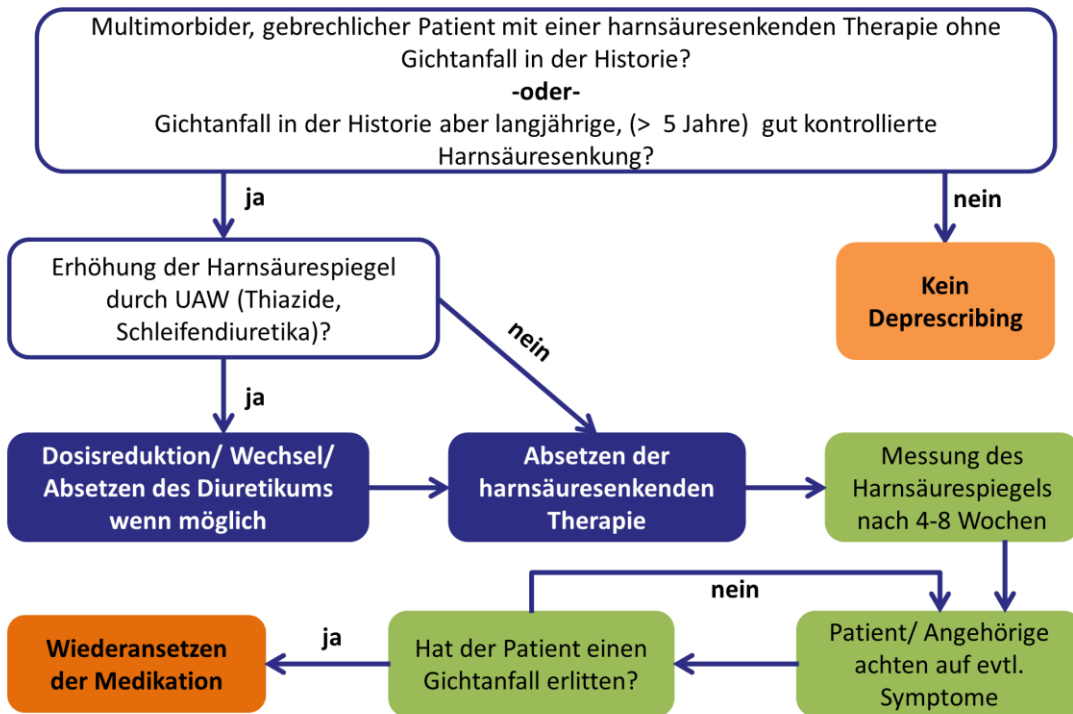 Multimorbider, gebrechlicher Patient mit einer harnsäuresenkenden Therapie ohne
Gichtanfall in der Historie?
-oder-
Gichtanfall in der Historie aber langjährige, (> 5 Jahre) gut kontrollierte
Harnsäuresenkung?
ja
nein
Erhöhung der Harnsäurespiegel
durch UAW (Thiazide,
Schleifendiuretika)?
Kein
Deprescribing
nein
ja
Dosisreduktion/ Wechsel/
Absetzen des Diuretikums
wenn möglich
Absetzen der
harnsäuresenkenden
Therapie
Messung des
Harnsäurespiegels
nach 4-8 Wochen
nein
Wiederansetzen
der Medikation
ja
Hat der Patient einen
Gichtanfall erlitten?
Patient/ Angehörige
achten auf evtl.
Symptome